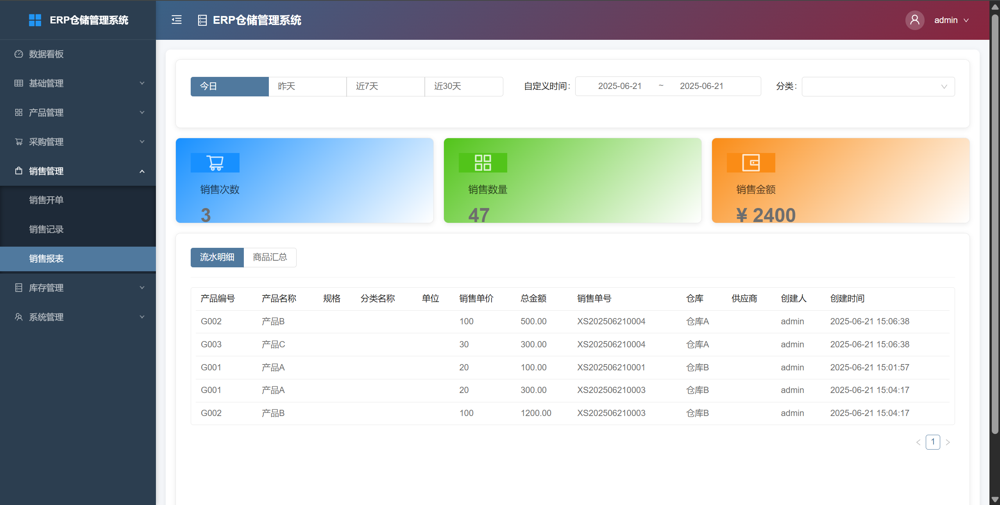 ERP仓储管理系统
ERP仓储管理系统
admin
数据看板
基础管理
产品管理
采购管理
销售管理
销售开单
销售记录
销售报表
库存管理
系统管理
今日 昨天 近7天 近30天 自定义时间: 2025-06-21 ~ 2025-06-21 分类:
销售次数
3
销售数量
47
销售金额
¥ 2400
流水明细 商品汇总
产品编号 产品名称 规格 分类名称 单位 销售单价 总金额 销售单号 仓库 供应商 创建人 创建时间
G002 产品B 100 500.00 XS202506210004 仓库A admin 2025-06-21 15:06:38
G003 产品C 30 300.00 XS202506210004 仓库A admin 2025-06-21 15:06:38
G001 产品A 20 100.00 XS202506210001 仓库B admin 2025-06-21 15:01:57
G001 产品A 20 300.00 XS202506210003 仓库B admin 2025-06-21 15:04:17
G002 产品B 100 1200.00 XS202506210003 仓库B admin 2025-06-21 15:04:17
< 1 >